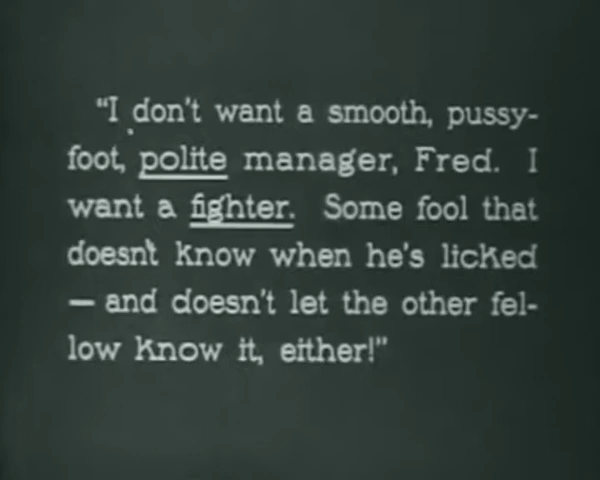 "I don't want a smooth, pussy-
foot, polite manager, Fred. I
want a fighter. Some fool that
doesn't know when he's licked
— and doesn't let the other fel-
low know it, either!"